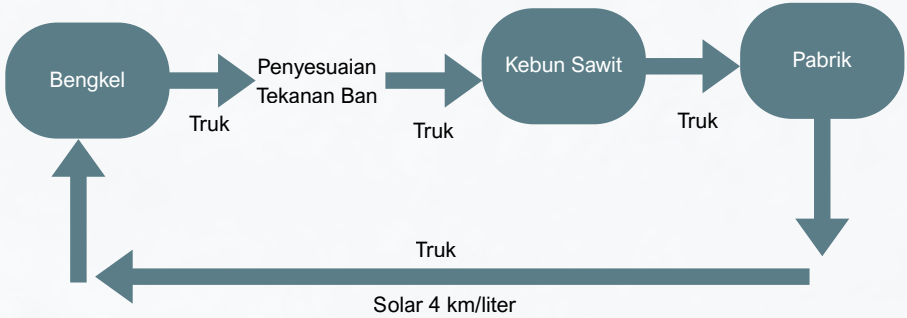 Bengkel
Truk
Penyesuaian
Tekanan Ban
Truk
Kebun Sawit
Truk
Pabrik
Truk
Solar 4 km/liter